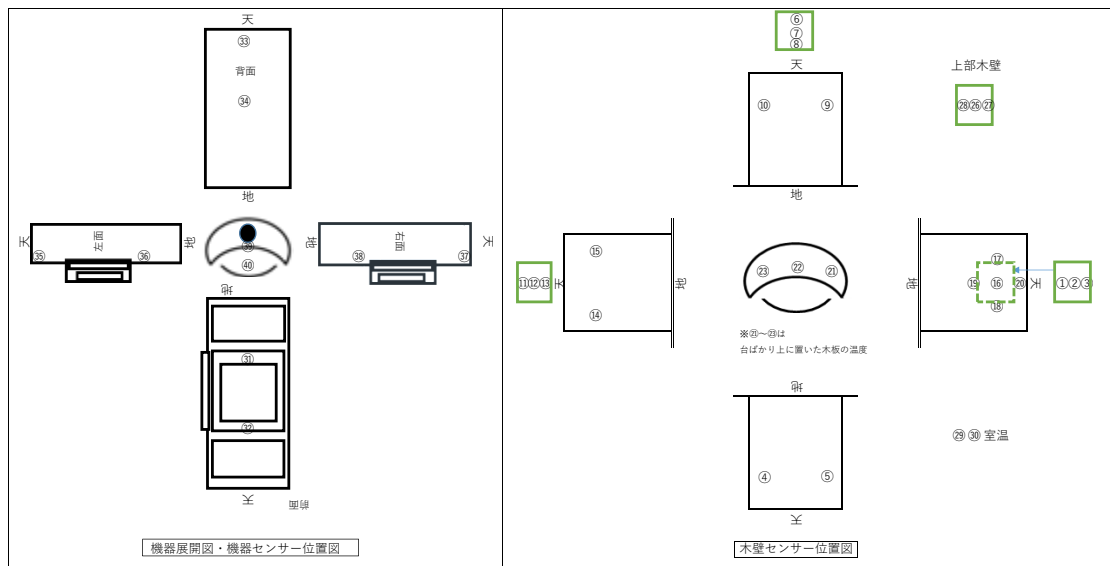 天
㉝
背面
㉞
地
天
左面
地
㉟
㊱
㊴
㊵
地
右面
天
㊳
㊲
地
㉛
㉜
天
前面
機器展開図・機器センサー位置図
⑥
⑦
⑧
天
⑩
⑨
地
上部木壁
㉘㉖㉗
⑪⑫⑬
天
⑮
⑭
地
㉓
㉒
㉑
※㉑～㉓は
台ばかり上に置いた木板の温度
地
⑰
⑲
⑯
⑳
天
⑱
①②③
地
④
⑤
天
㉙ ㉚ 室温
木壁センサー位置図